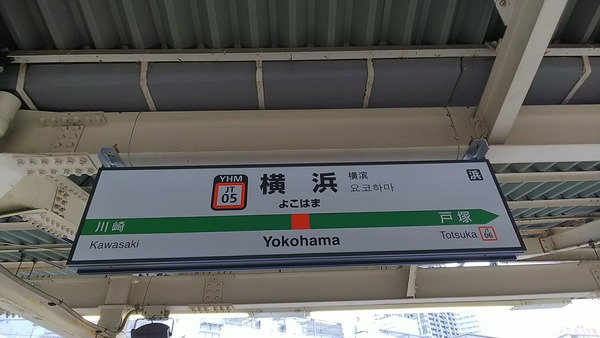 YHM
JT
05
横浜
横滨
요코하마
浜
よこはま
川崎
戸塚
Kawasaki
Yokohama
Totsuka
JT
06